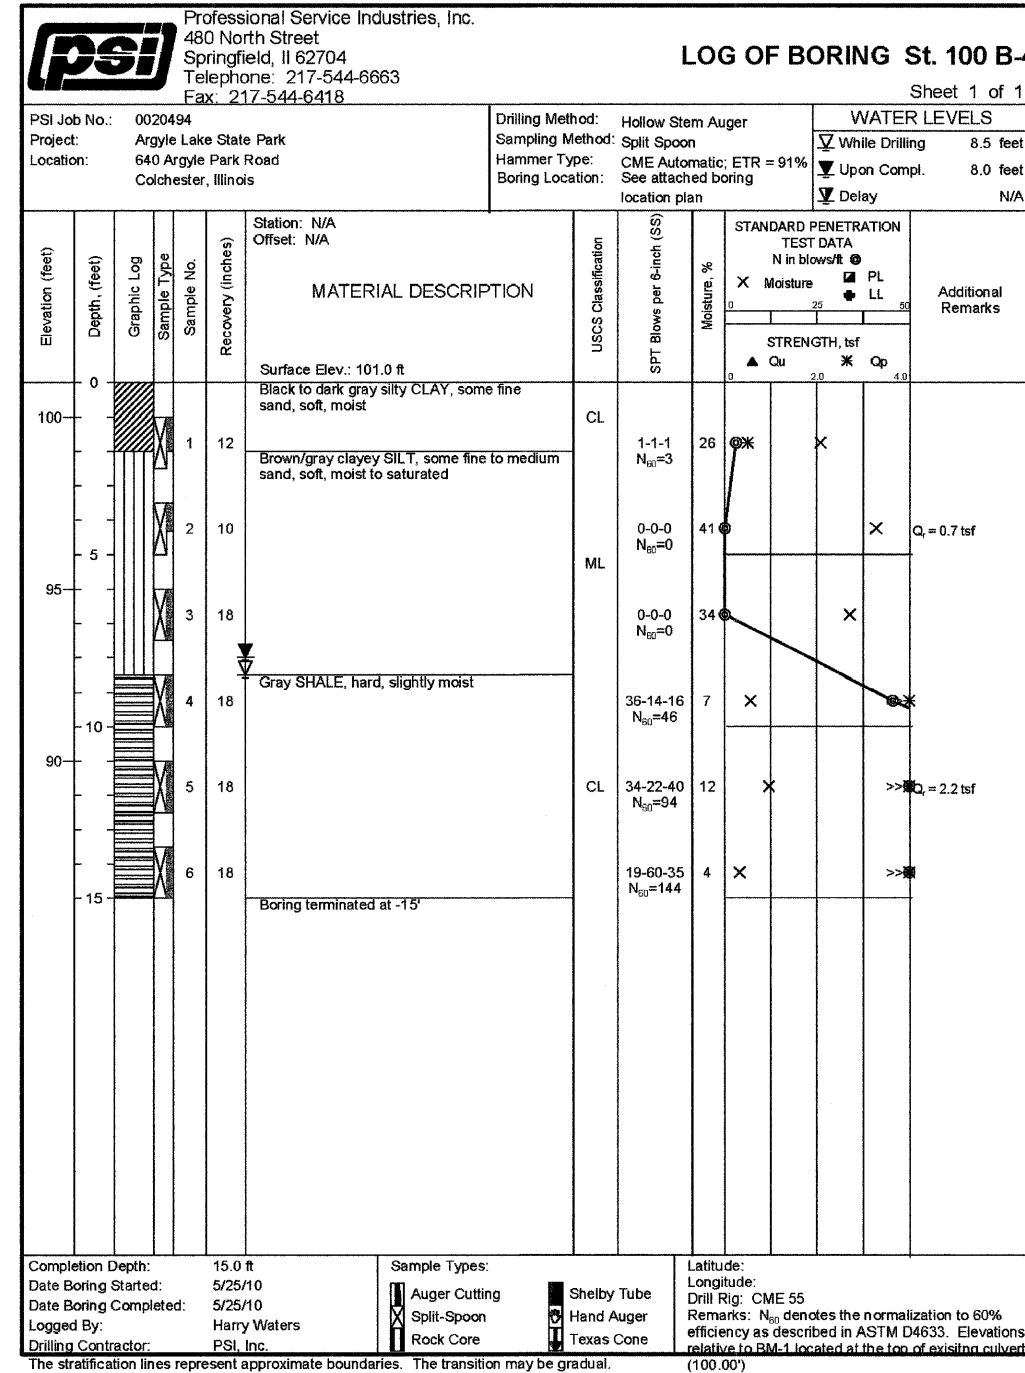 psi
Professional Service Industries, Inc.
480 North Street
Springfield, Il 62704
Telephone: 217-544-6663
Fax: 217-544-6418
LOG OF BORING St. 100 B-4
Sheet 1 of 1
PSI Job No.: 0020494
Project: Argyle Lake State Park
Location: 640 Argyle Park Road
Colchester, Illinois
Drilling Method: Hollow Stem Auger
Sampling Method: Split Spoon
Hammer Type: CME Automatic; ETR = 91%
Boring Location: See attached boring
location plan
WATER LEVELS
While Drilling 8.5 feet
Upon Compl. 8.0 feet
Delay N/A
Elevation (feet)
Depth, (feet)
Graphic Log
Sample Type
Sample No.
Recovery (inches)
Station: N/A
Offset: N/A
MATERIAL DESCRIPTION
Surface Elev.: 101.0 ft
USCS Classification
SPT Blows per 6-inch (SS)
Moisture, %
STANDARD PENETRATION
TEST DATA
N in blows/ft
Moisture PL
LL
0 25 50
STRENGTH, tsf
Qu Qp
0 2.0 4.0
Additional
Remarks
0
Black to dark gray silty CLAY, some fine
sand, soft, moist
100 CL
1 12 1-1-1 26
N60=3
Brown/gray clayey SILT, some fine to medium
sand, soft, moist to saturated
2 10 0-0-0 41 Qr = 0.7 tsf
N60=0
5
ML
95
3 18 0-0-0 34
N60=0
Gray SHALE, hard, slightly moist
4 18 36-14-16 7
N60=46
10
90
5 18 CL 34-22-40 12 >> Qr = 2.2 tsf
N60=94
6 18 19-60-35 4 >>
N60=144
15
Boring terminated at -15'
Completion Depth: 15.0 ft
Date Boring Started: 5/25/10
Date Boring Completed: 5/25/10
Logged By: Harry Waters
Drilling Contractor: PSI, Inc.
Sample Types:
Auger Cutting
Split-Spoon
Rock Core
Shelby Tube
Hand Auger
Texas Cone
Latitude:
Longitude:
Drill Rig: CME 55
Remarks: N60 denotes the normalization to 60%
efficiency as described in ASTM D4633. Elevations
relative to BM-1 located at the top of exisitng culvert
(100.00')
The stratification lines represent approximate boundaries. The transition may be gradual.